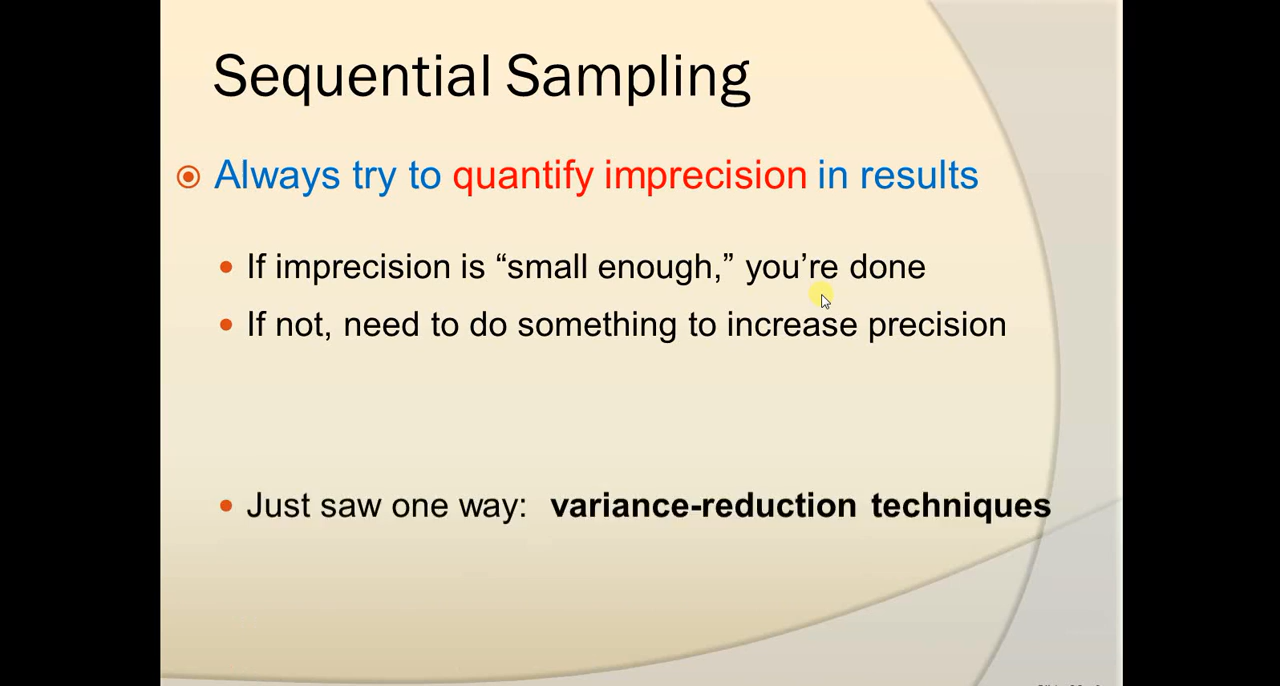 Sequential Sampling
Always try to quantify imprecision in results
If imprecision is “small enough,” you’re done
If not, need to do something to increase precision
Just saw one way: variance-reduction techniques